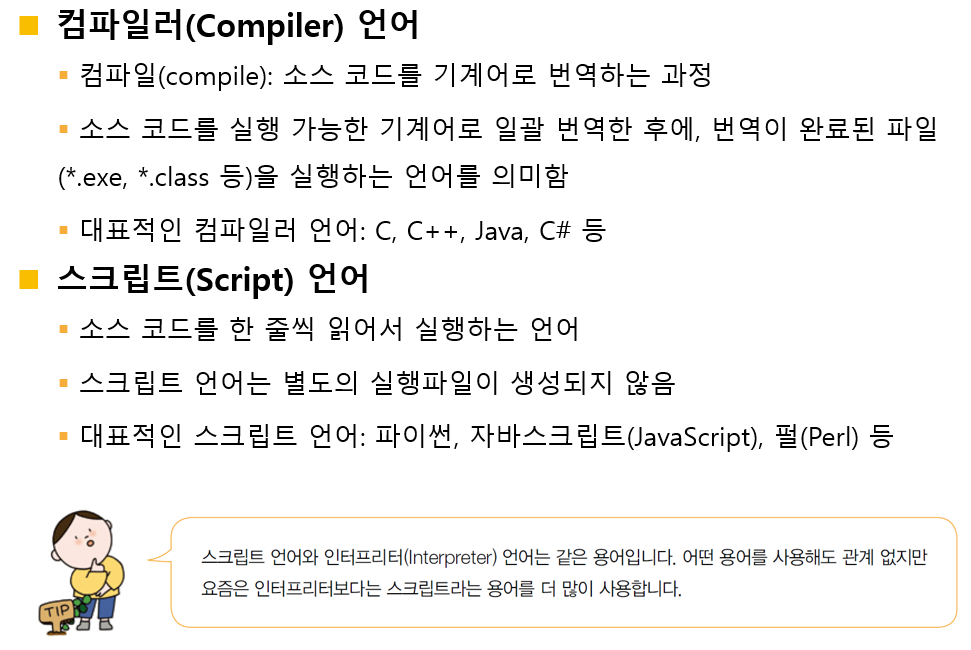 컴파일러(Compiler) 언어
컴파일(compile): 소스 코드를 기계어로 번역하는 과정
소스 코드를 실행 가능한 기계어로 일괄 번역한 후에, 번역이 완료된 파일
(*.exe, *.class 등)을 실행하는 언어를 의미함
대표적인 컴파일러 언어: C, C++, Java, C# 등
스크립트(Script) 언어
소스 코드를 한 줄씩 읽어서 실행하는 언어
스크립트 언어는 별도의 실행파일이 생성되지 않음
대표적인 스크립트 언어: 파이썬, 자바스크립트(JavaScript), 펄(Perl) 등
스크립트 언어와 인터프리터(Interpreter) 언어는 같은 용어입니다. 어떤 용어를 사용해도 관계 없지만
요즘은 인터프리터보다는 스크립트라는 용어를 더 많이 사용합니다.
TIP